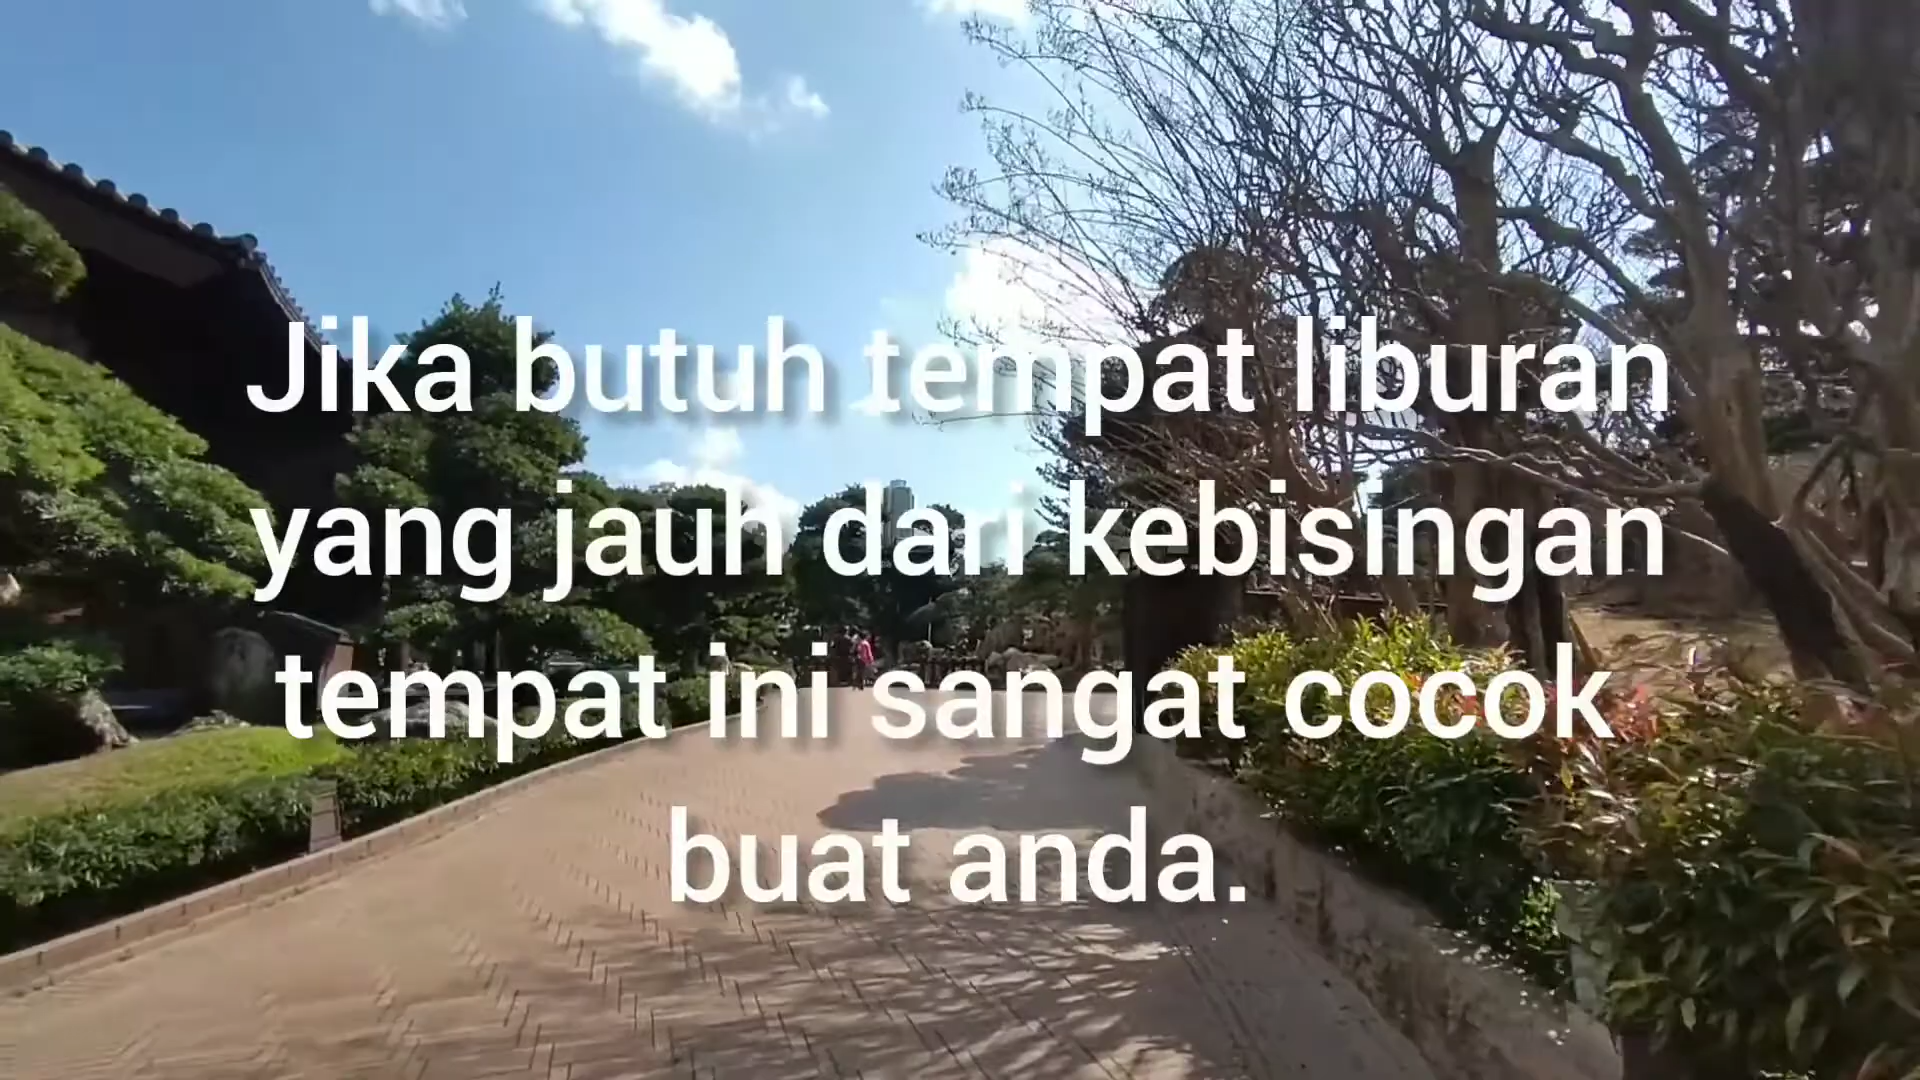 Jika butuh tempat liburan
yang jauh dari kebisingan
tempat ini sangat cocok
buat anda.